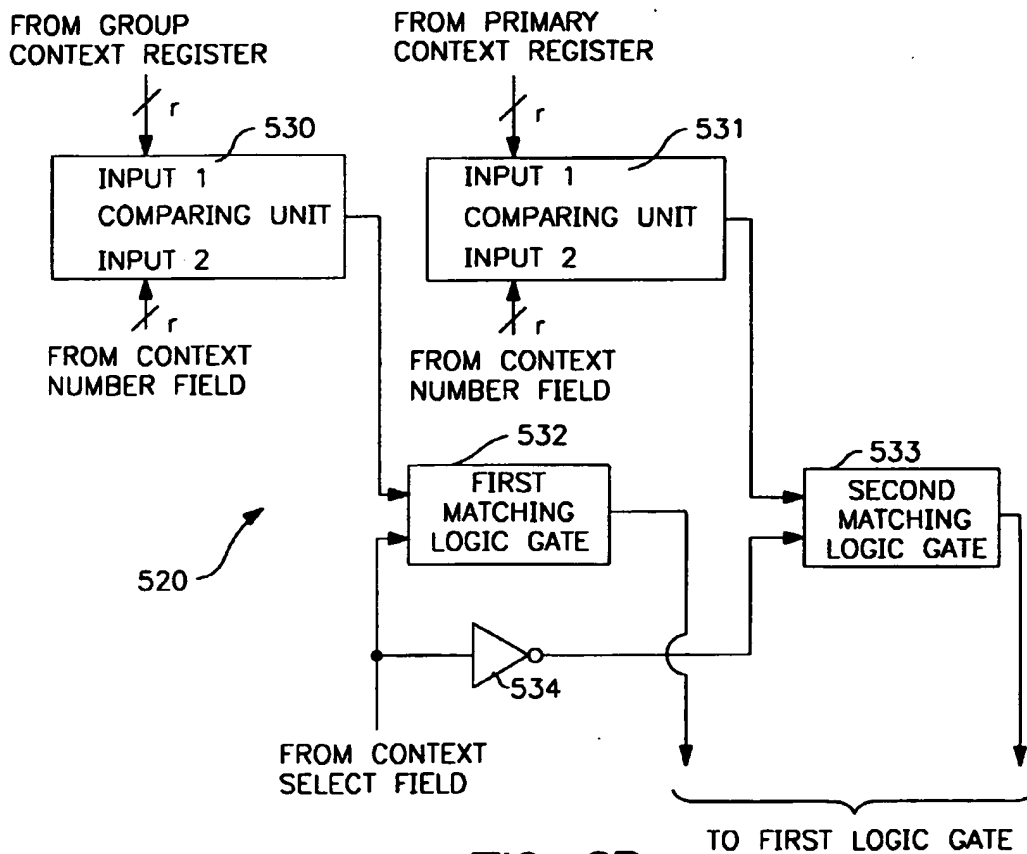 FROM GROUP
CONTEXT REGISTER
FROM PRIMARY
CONTEXT REGISTER
r
r
530
531
INPUT 1
COMPARING UNIT
INPUT 2
INPUT 1
COMPARING UNIT
INPUT 2
r
r
FROM CONTEXT
NUMBER FIELD
FROM CONTEXT
NUMBER FIELD
532
533
FIRST
MATCHING
LOGIC GATE
SECOND
MATCHING
LOGIC GATE
520
534
FROM CONTEXT
SELECT FIELD
TO FIRST LOGIC GATE